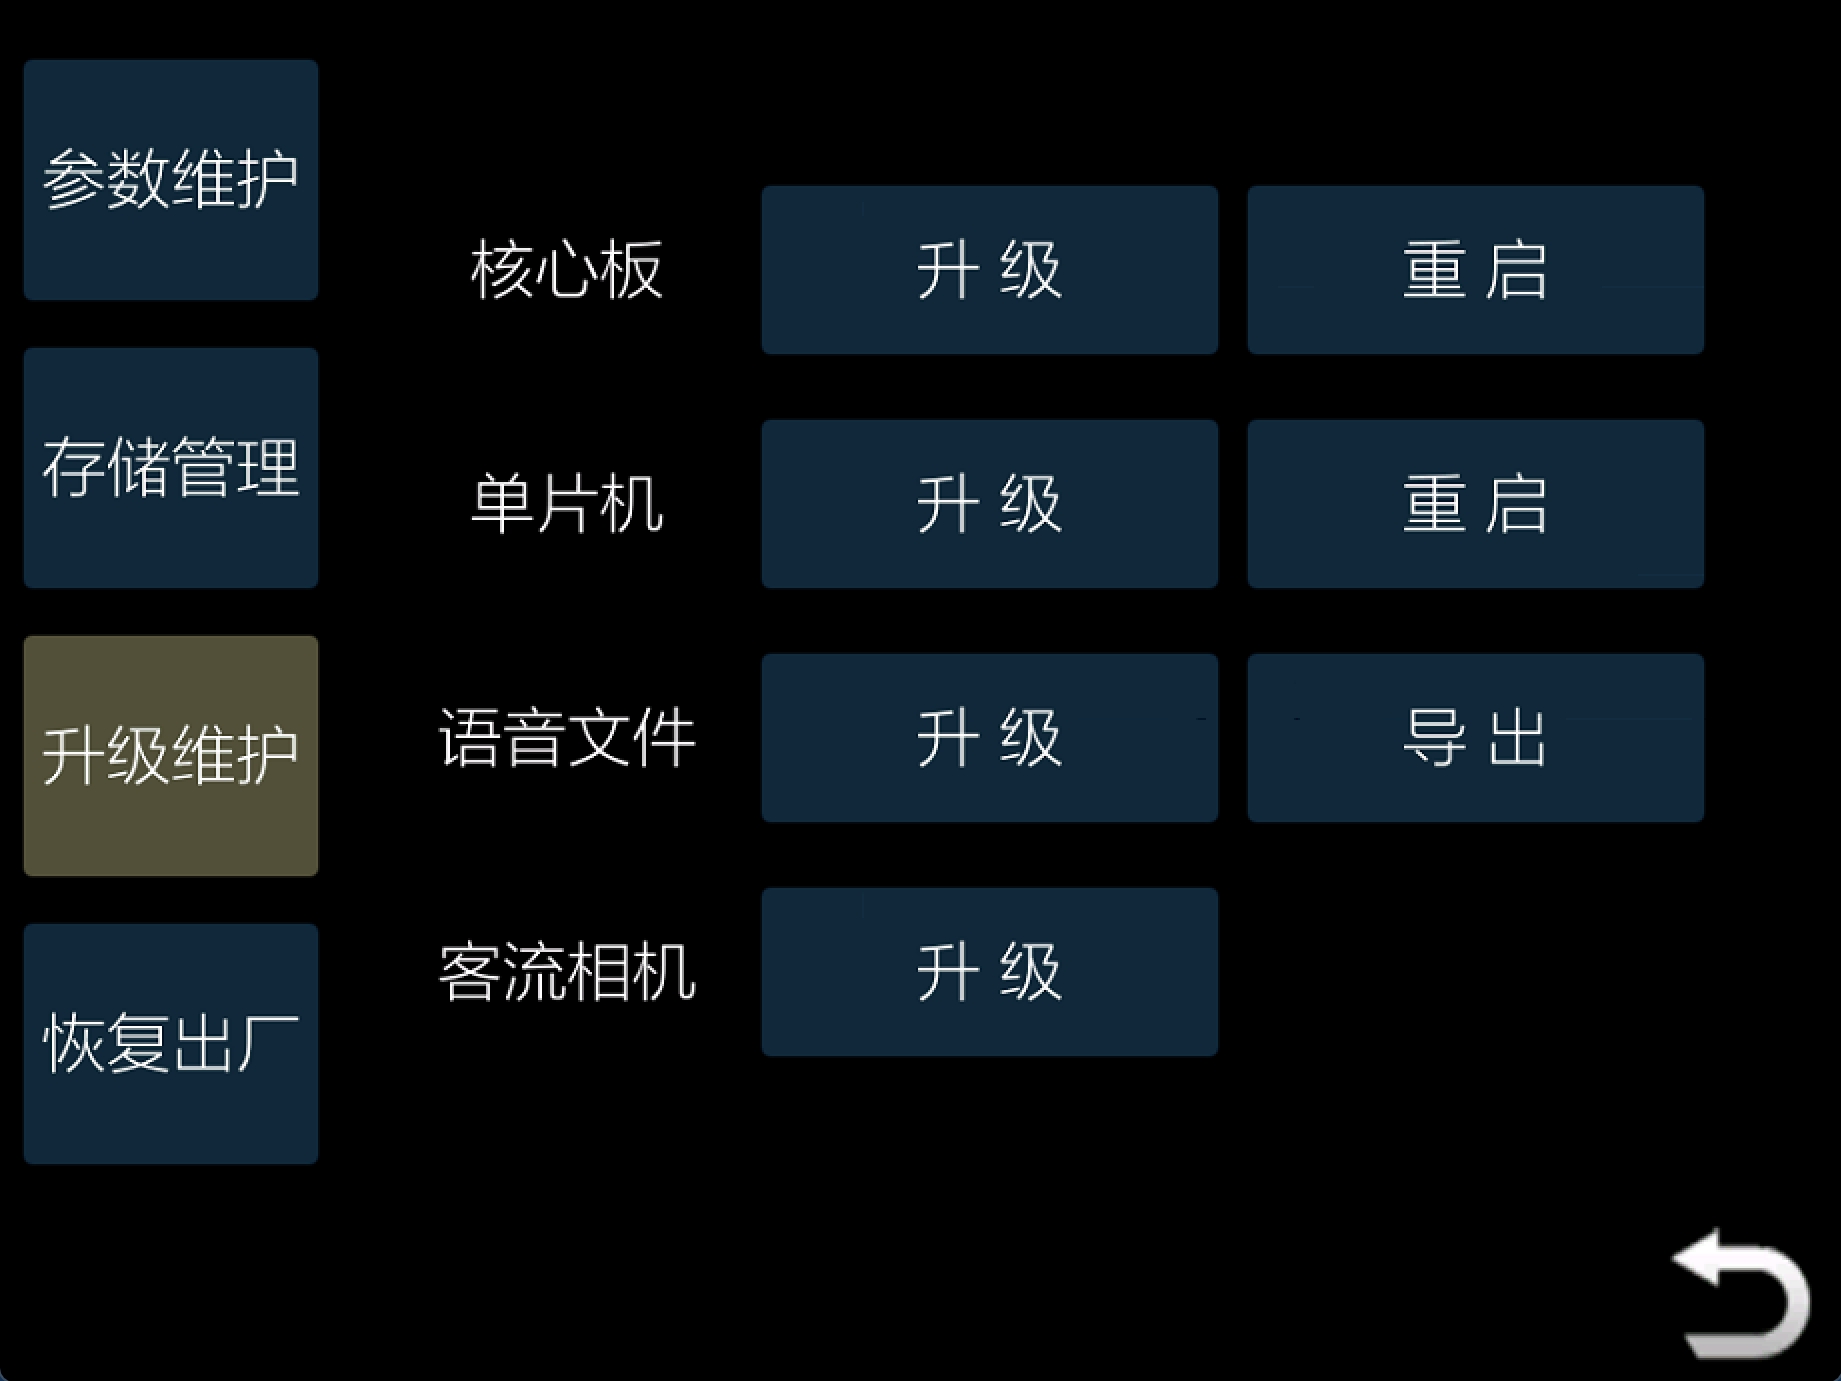 参数维护
存储管理
升级维护
恢复出厂
核心板 升 级 重 启
单片机 升 级 重 启
语音文件 升 级 导 出
客流相机 升 级